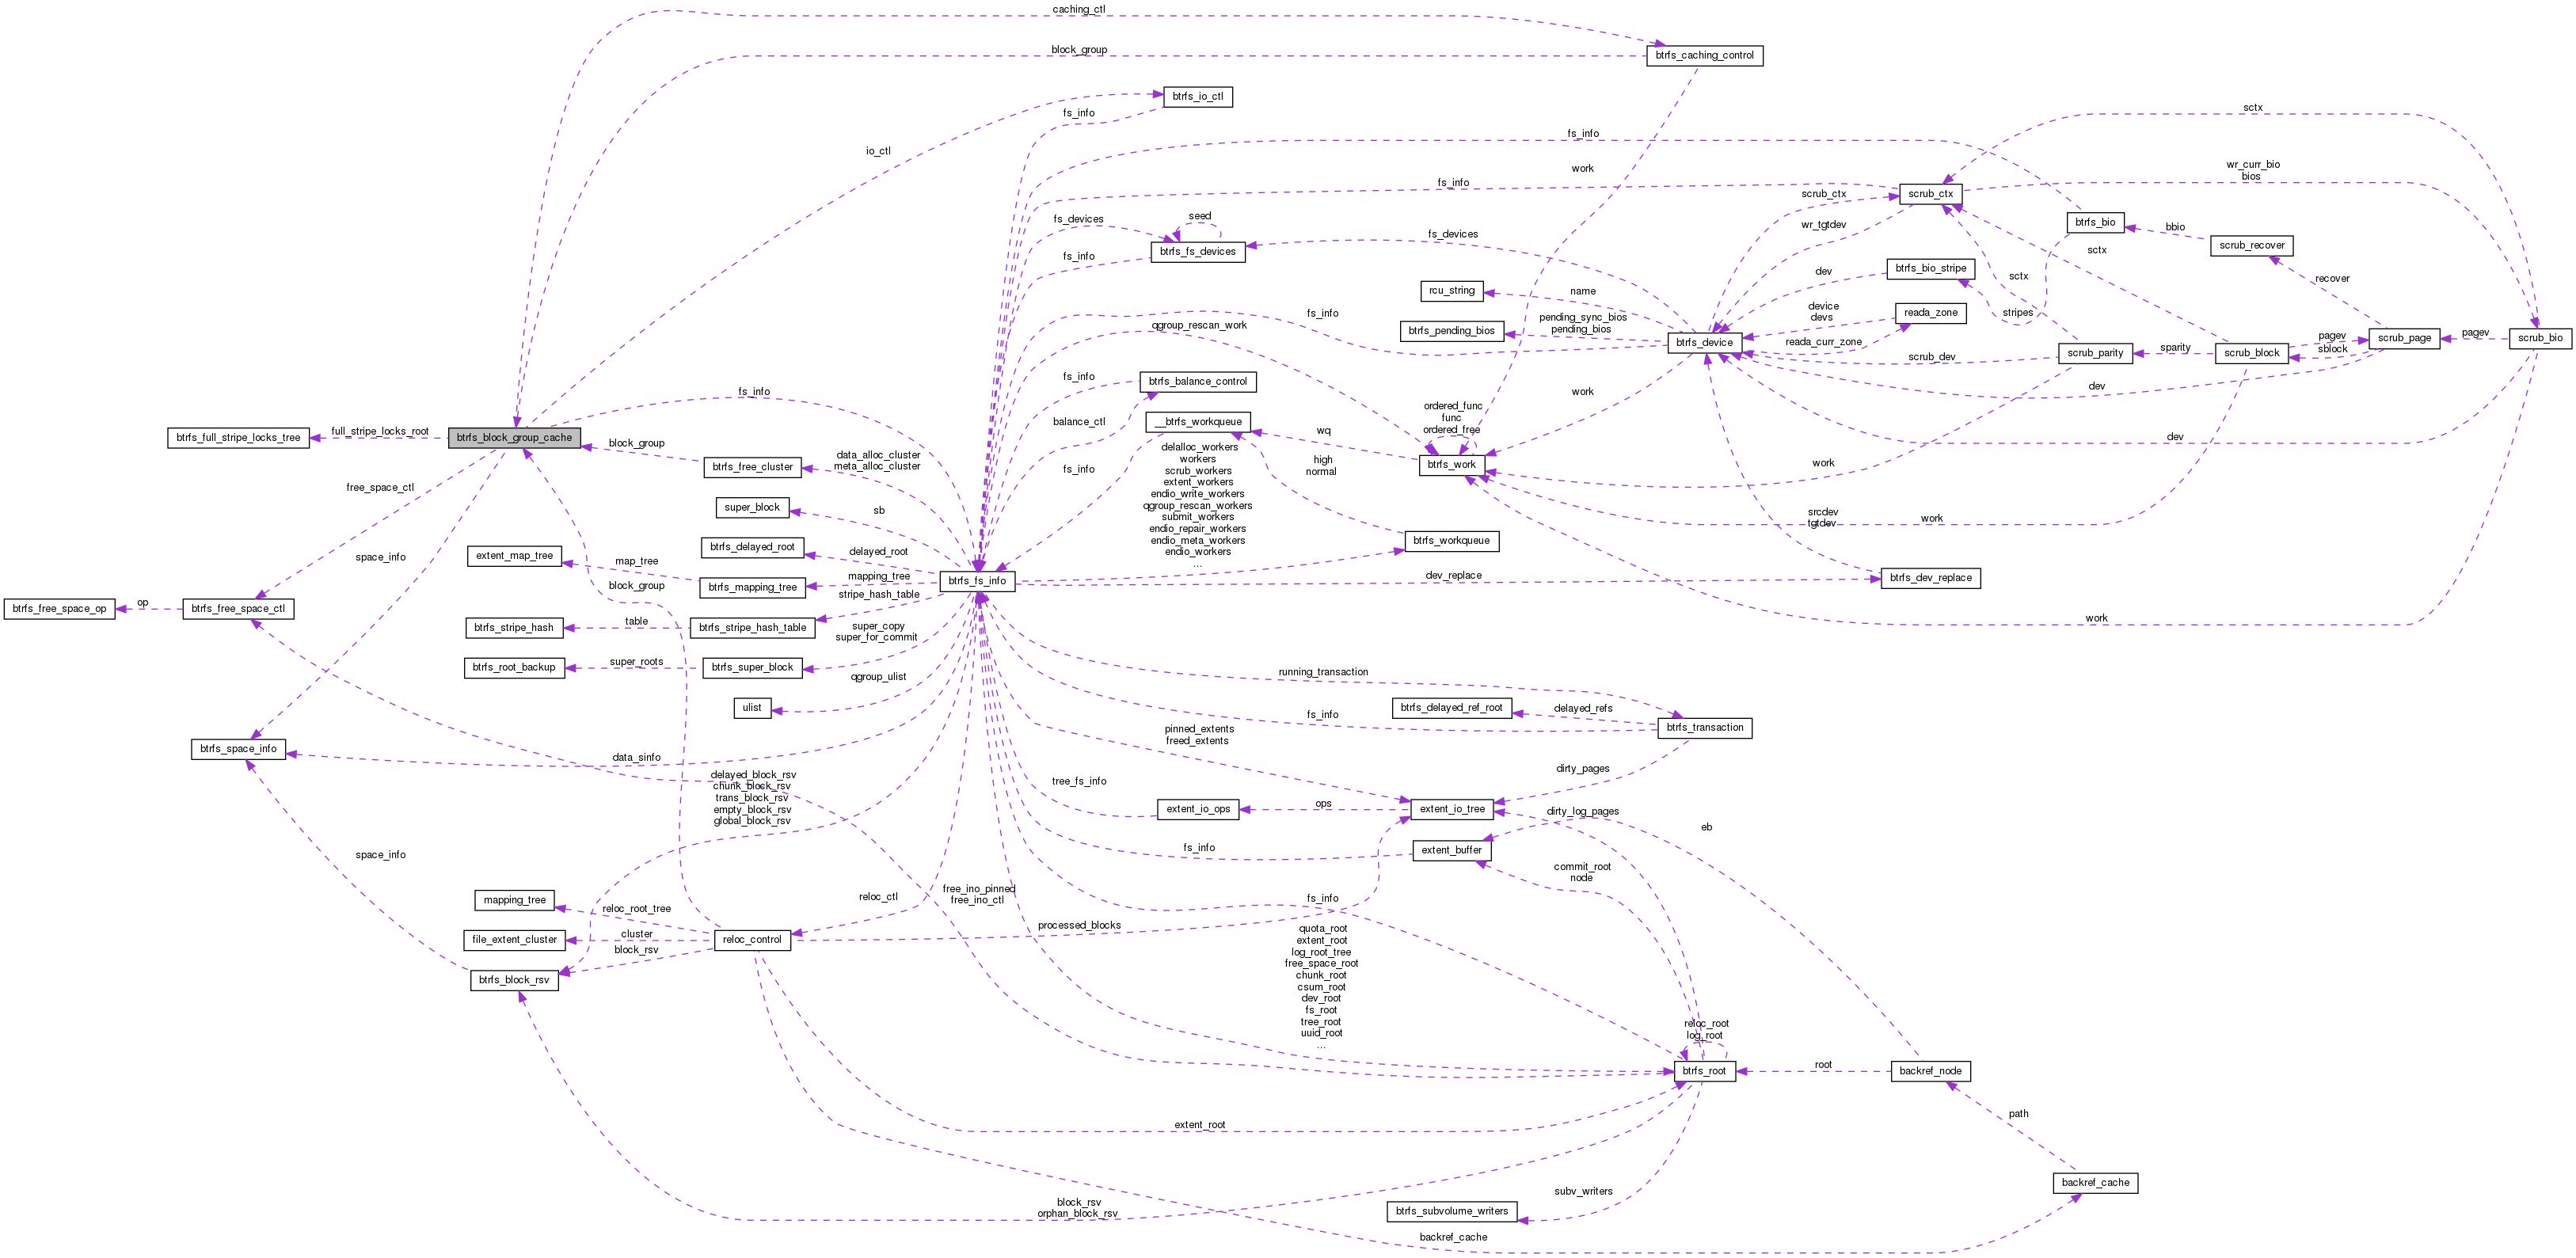 caching_ctl
block_group
btrfs_caching_control
btrfs_io_ctl
fs_info
sctx
fs_info
io_ctl
work
wr_curr_bio
bios
fs_info
scrub_ctx
scrub_ctx
seed
fs_devices
btrfs_bio
wr_tgtdev
bbio
fs_devices
scrub_recover
sctx
btrfs_fs_devices
fs_info
btrfs_bio_stripe
dev
sctx
recover
rcu_string
name
device
devs
reada_zone
stripes
fs_info
pending_sync_bios
pending_bios
qgroup_rescan_work
btrfs_pending_bios
btrfs_device
reada_curr_zone
pagev
sblock
scrub_page
pagev
scrub_bio
scrub_parity
sparity
scrub_block
scrub_dev
fs_info
btrfs_balance_control
dev
fs_info
work
ordered_func
func
ordered_free
balance_ctl
__btrfs_workqueue
wq
btrfs_full_stripe_locks_tree
full_stripe_locks_root
btrfs_block_group_cache
block_group
dev
delalloc_workers
workers
scrub_workers
extent_workers
endio_write_workers
qgroup_rescan_workers
submit_workers
endio_repair_workers
endio_meta_workers
endio_workers
...
data_alloc_cluster
meta_alloc_cluster
btrfs_free_cluster
fs_info
high
normal
btrfs_work
work
free_space_ctl
super_block
sb
srcdev
tgtdev
work
btrfs_delayed_root
delayed_root
btrfs_workqueue
space_info
extent_map_tree
map_tree
btrfs_mapping_tree
mapping_tree
btrfs_fs_info
dev_replace
btrfs_dev_replace
block_group
stripe_hash_table
btrfs_free_space_op
op
btrfs_free_space_ctl
btrfs_stripe_hash
table
btrfs_stripe_hash_table
super_copy
super_for_commit
work
btrfs_root_backup
super_roots
btrfs_super_block
qgroup_ulist
running_transaction
ulist
btrfs_delayed_ref_root
delayed_refs
fs_info
btrfs_transaction
pinned_extents
freed_extents
btrfs_space_info
data_sinfo
dirty_pages
delayed_block_rsv
chunk_block_rsv
trans_block_rsv
empty_block_rsv
global_block_rsv
tree_fs_info
extent_io_ops
ops
extent_io_tree
dirty_log_pages
eb
space_info
fs_info
extent_buffer
commit_root
node
mapping_tree
reloc_root_tree
reloc_ctl
free_ino_pinned
free_ino_ctl
fs_info
file_extent_cluster
cluster
reloc_control
processed_blocks
quota_root
extent_root
log_root_tree
free_space_root
chunk_root
csum_root
dev_root
fs_root
tree_root
uuid_root
...
block_rsv
btrfs_block_rsv
reloc_root
log_root
btrfs_root
root
backref_node
extent_root
path
backref_cache
subv_writers
block_rsv
orphan_block_rsv
btrfs_subvolume_writers
backref_cache